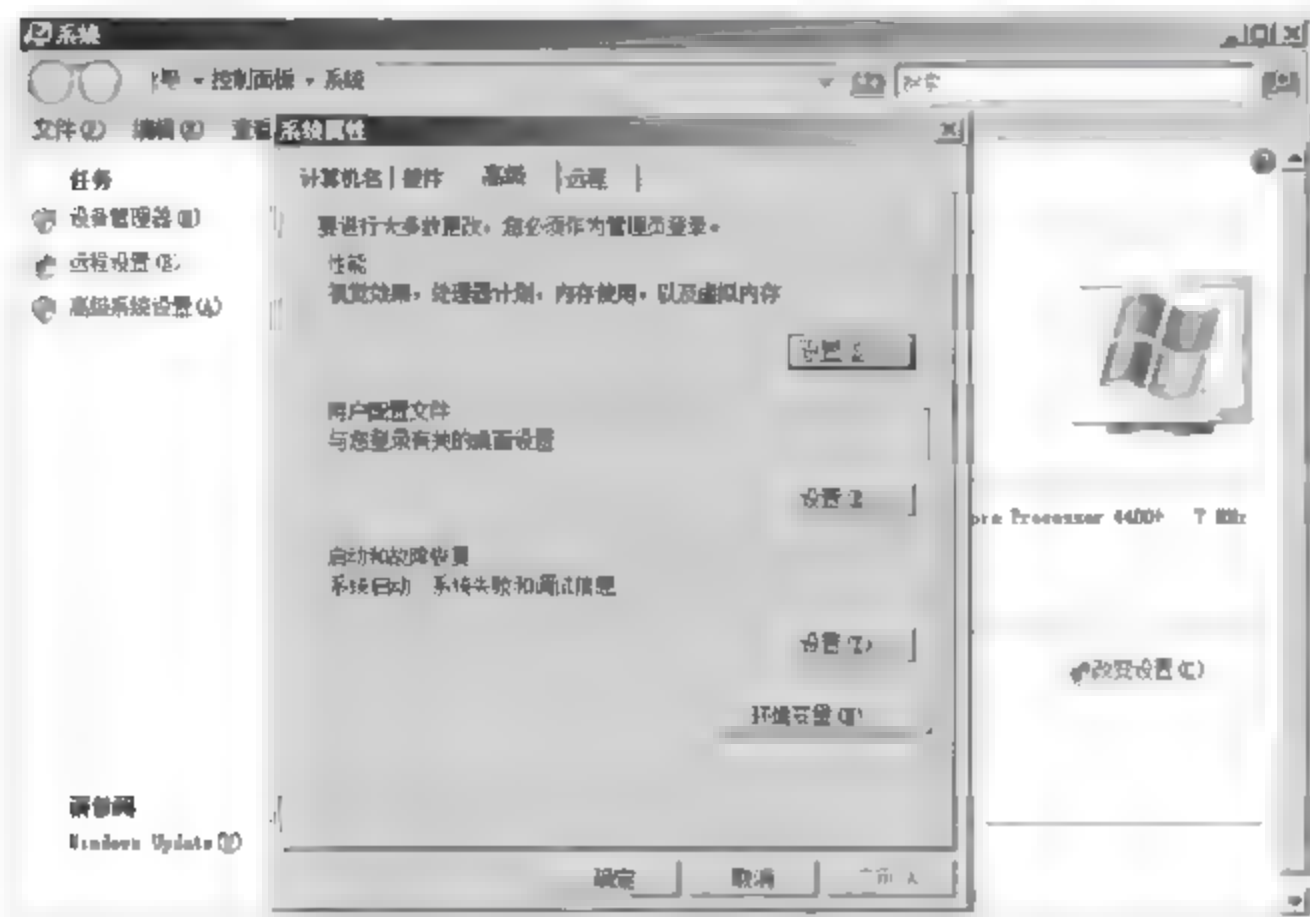 系统
控制面板 系统
搜索
文件(F) 编辑(E) 查看
系统属性
任务
计算机名 硬件 高级 远程
设备管理器(M)
远程设置(R)
高级系统设置(A)
要进行大多数更改，您必须作为管理员登录。
性能
视觉效果，处理器计划，内存使用，以及虚拟内存
设置(S)
用户配置文件
与您登录有关的桌面设置
设置(E)
Processor 4400+ ? MHz
启动和故障恢复
系统启动 系统失败和调试信息
设置(T)
改变设置(C)
环境变量(N)
请参阅
Windows Update(W)
确定 取消